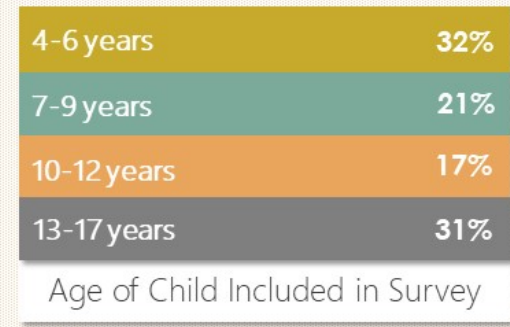 4-6 years 32%
7-9 years 21%
10-12 years 17%
13-17 years 31%
Age of Child Included in Survey